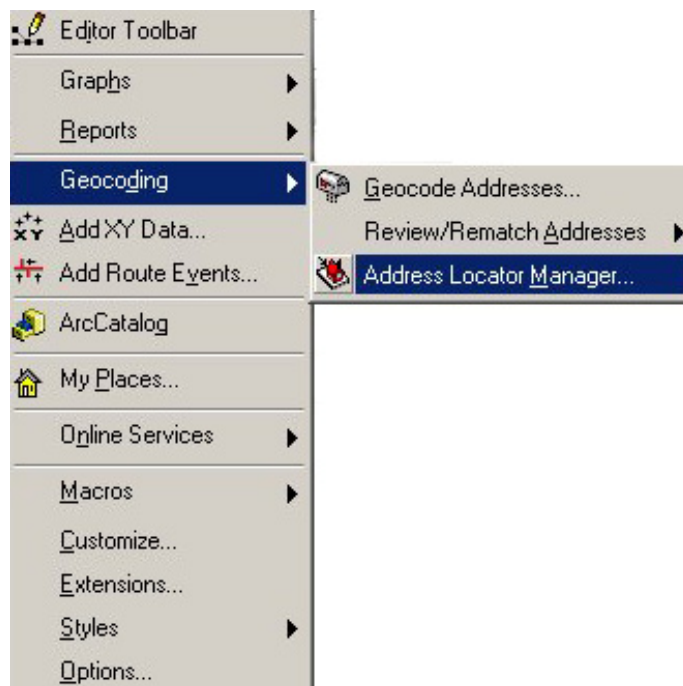 Editor Toolbar
Graphs
Reports
Geocoding
Geocode Addresses...
Review/Rematch Addresses
Address Locator Manager...
Add XY Data...
Add Route Events...
ArcCatalog
My Places...
Online Services
Macros
Customize...
Extensions...
Styles
Options...